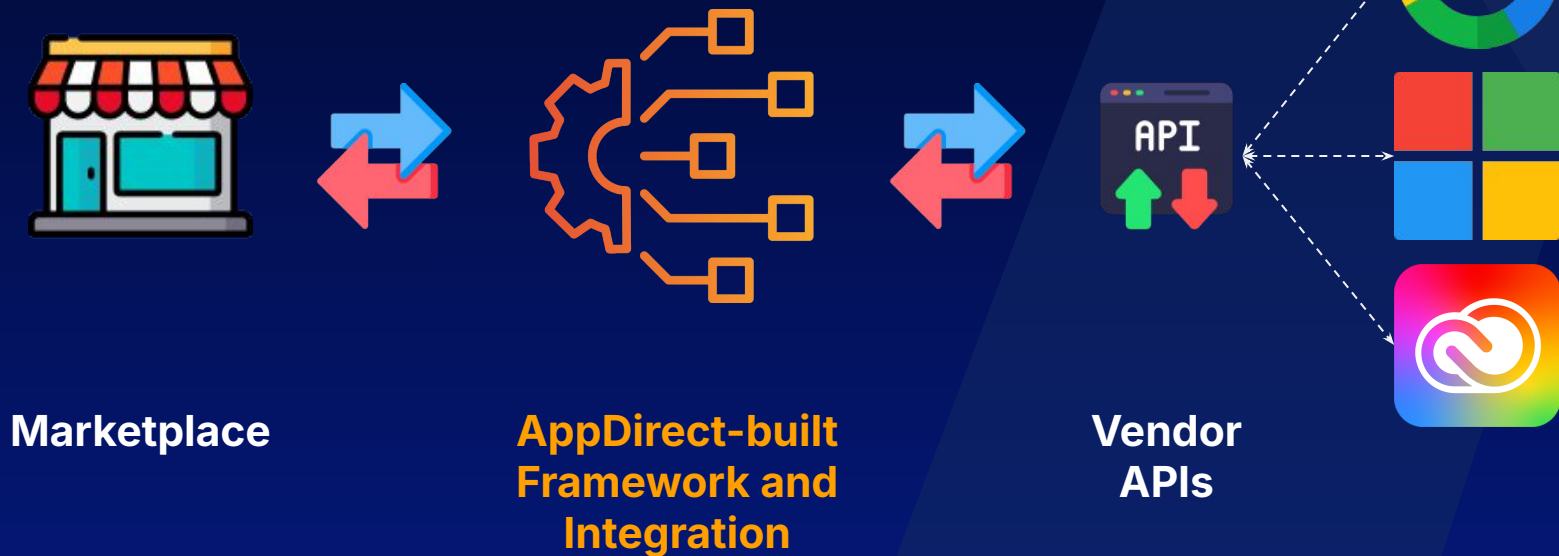 API
Marketplace
AppDirect-built
Framework and
Integration
Vendor
APIs